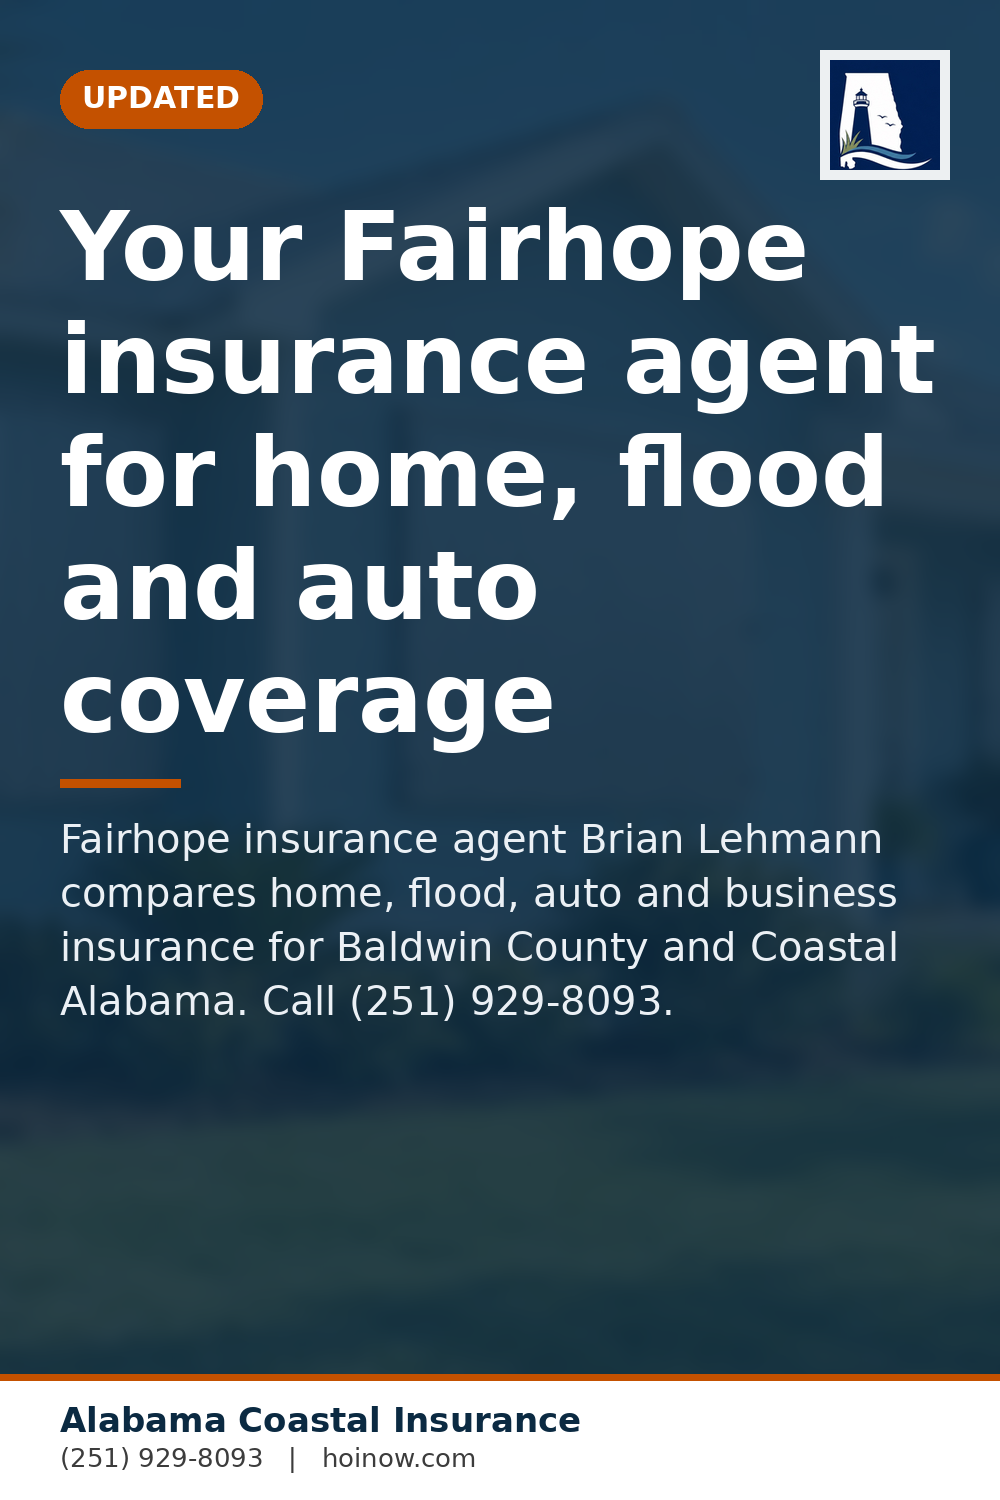 UPDATED
Your Fairhope
insurance agent
for home, flood
and auto
coverage
Fairhope insurance agent Brian Lehmann
compares home, flood, auto and business
insurance for Baldwin County and Coastal
Alabama. Call (251) 929-8093.
Alabama Coastal Insurance
(251) 929-8093 | hoinow.com